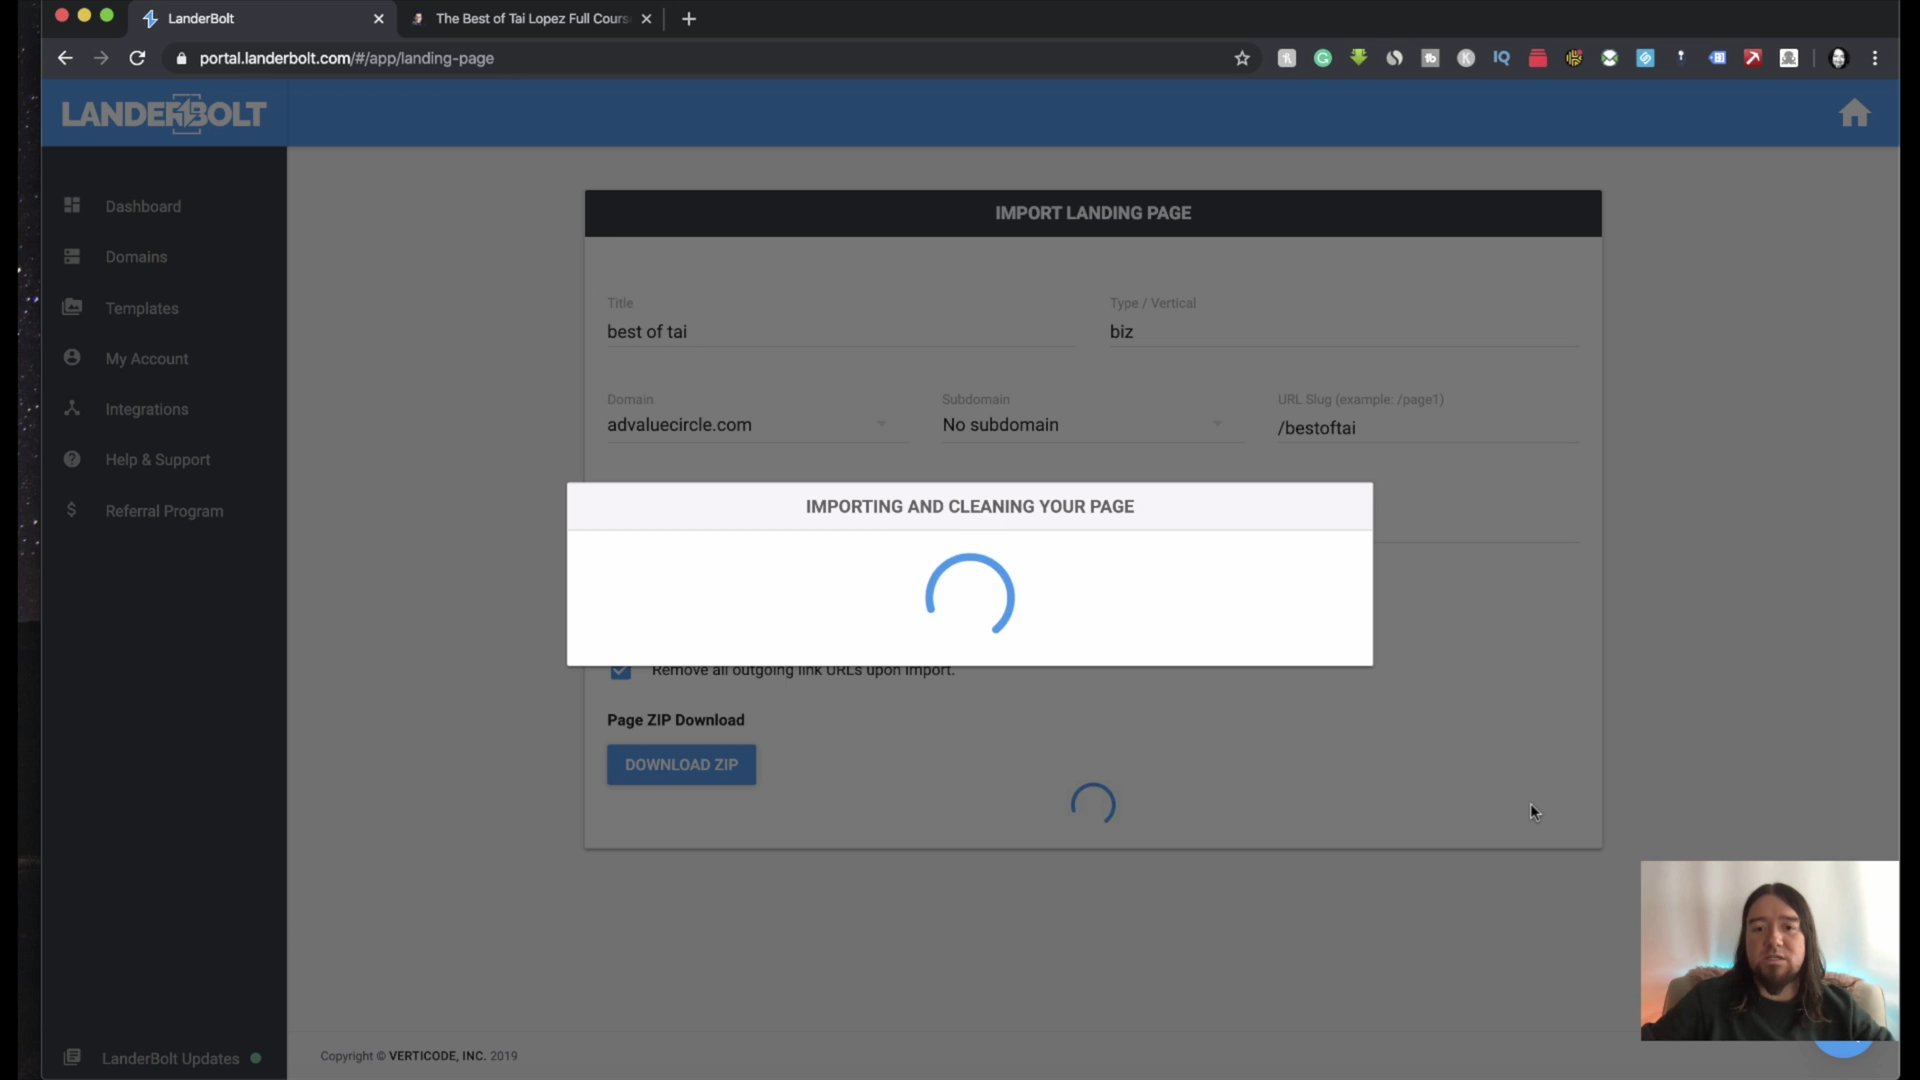 LanderBolt
The Best of Tai Lopez Full Cours
portal.landerbolt.com/#/app/landing-page
IQ
LANDERBOLT
Dashboard
Domains
Templates
My Account
Integrations
Help & Support
Referral Program
LanderBolt Updates
IMPORT LANDING PAGE
Title
best of tai
Type / Vertical
biz
Domain
advaluecircle.com
Subdomain
No subdomain
URL Slug (example: /page1)
/bestoftai
IMPORTING AND CLEANING YOUR PAGE
Remove all outgoing link URLs upon import.
Page ZIP Download
DOWNLOAD ZIP
Copyright © VERTICODE, INC. 2019